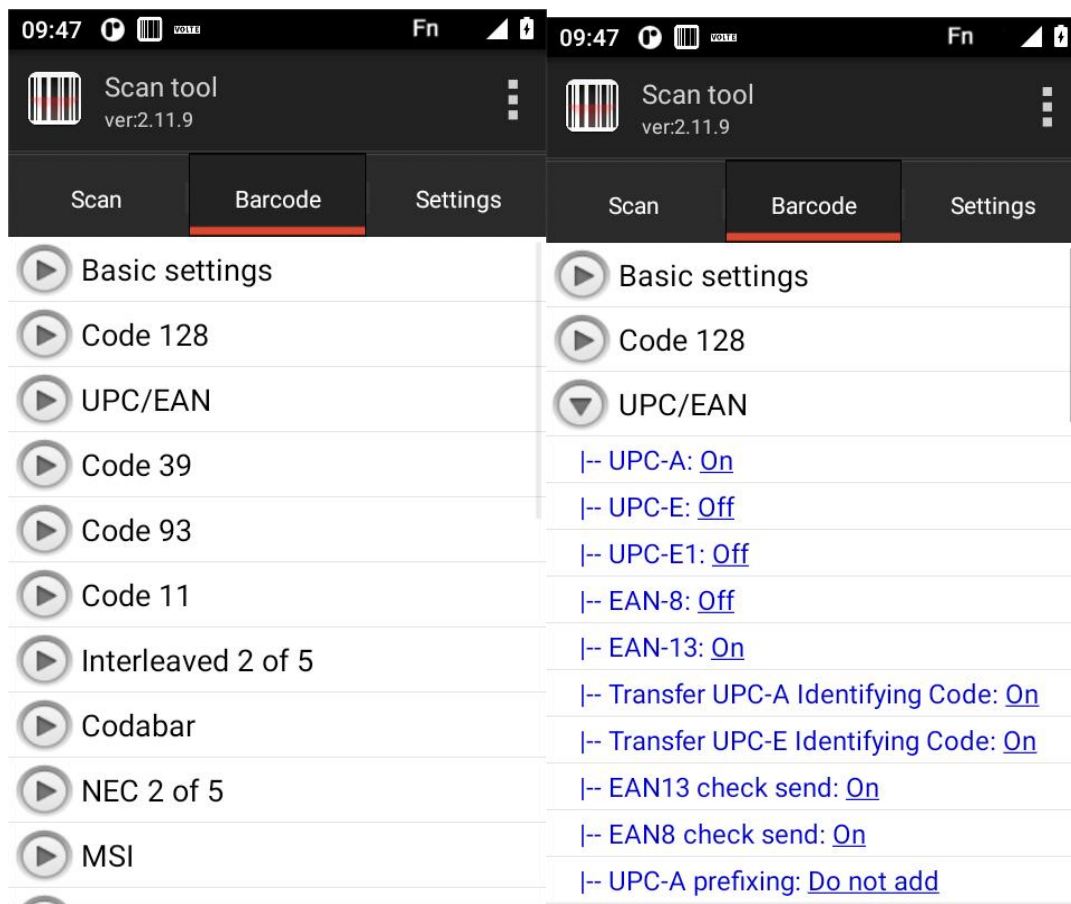 09:47 VOLTE Fn
Scan tool
ver:2.11.9
Scan Barcode Settings
Basic settings
Code 128
UPC/EAN
Code 39
Code 93
Code 11
Interleaved 2 of 5
Codabar
NEC 2 of 5
MSI
09:47 VOLTE Fn
Scan tool
ver:2.11.9
Scan Barcode Settings
Basic settings
Code 128
UPC/EAN
|-- UPC-A: On
|-- UPC-E: Off
|-- UPC-E1: Off
|-- EAN-8: Off
|-- EAN-13: On
|-- Transfer UPC-A Identifying Code: On
|-- Transfer UPC-E Identifying Code: On
|-- EAN13 check send: On
|-- EAN8 check send: On
|-- UPC-A prefixing: Do not add